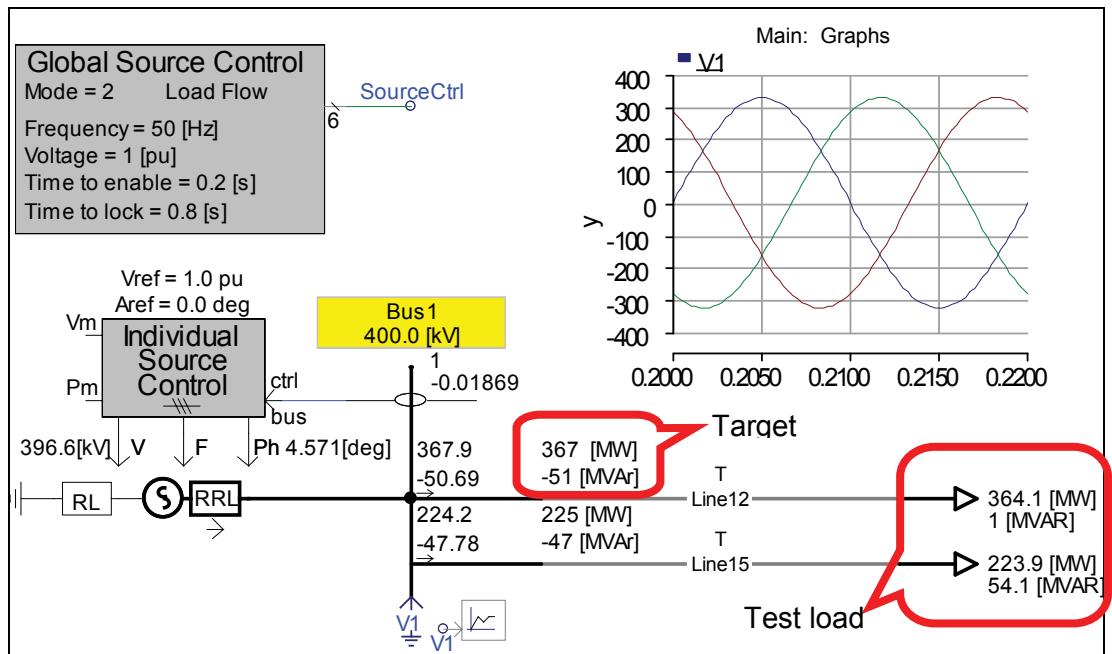 Global Source Control
Mode = 2 Load Flow
Frequency = 50 [Hz]
Voltage = 1 [pu]
Time to enable = 0.2 [s]
Time to lock = 0.8 [s]
SourceCtrl
6
Main: Graphs
V1
y
400
300
200
100
0
-100
-200
-300
-400
0.2000 0.2050 0.2100 0.2150 0.2200
Vref = 1.0 pu
Aref = 0.0 deg
Vm
Pm
Individual
Source
Control
ctrl
bus
396.6[kV] V F Ph 4.571[deg]
RL
S
RRL
Bus1
400.0 [kV]
1
-0.01869
367.9
-50.69
224.2
-47.78
367 [MW]
-51 [MVAr]
225 [MW]
-47 [MVAr]
Target
T
Line12
T
Line15
364.1 [MW]
1 [MVAR]
223.9 [MW]
54.1 [MVAR]
Test load
V1
V1